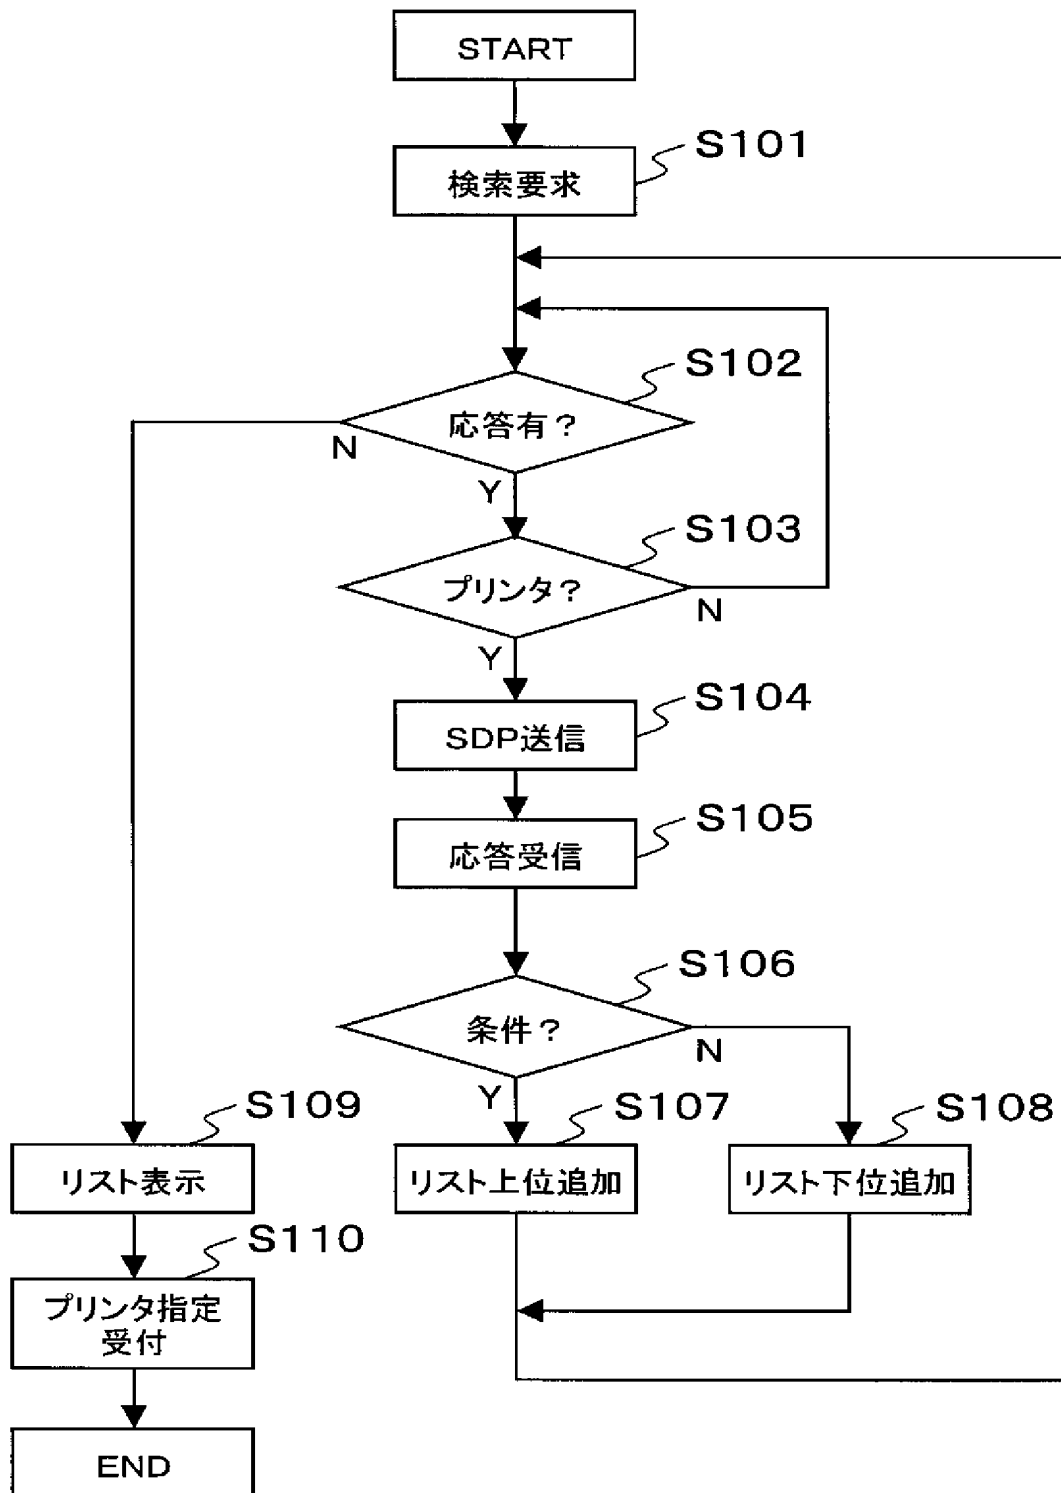 START
S101
検索要求
S102
応答有?
N
Y
S103
プリンタ?
N
Y
S104
SDP送信
S105
応答受信
S106
条件?
N
Y
S109
S107
S108
リスト表示
リスト上位追加
リスト下位追加
S110
プリンタ指定
受付
END